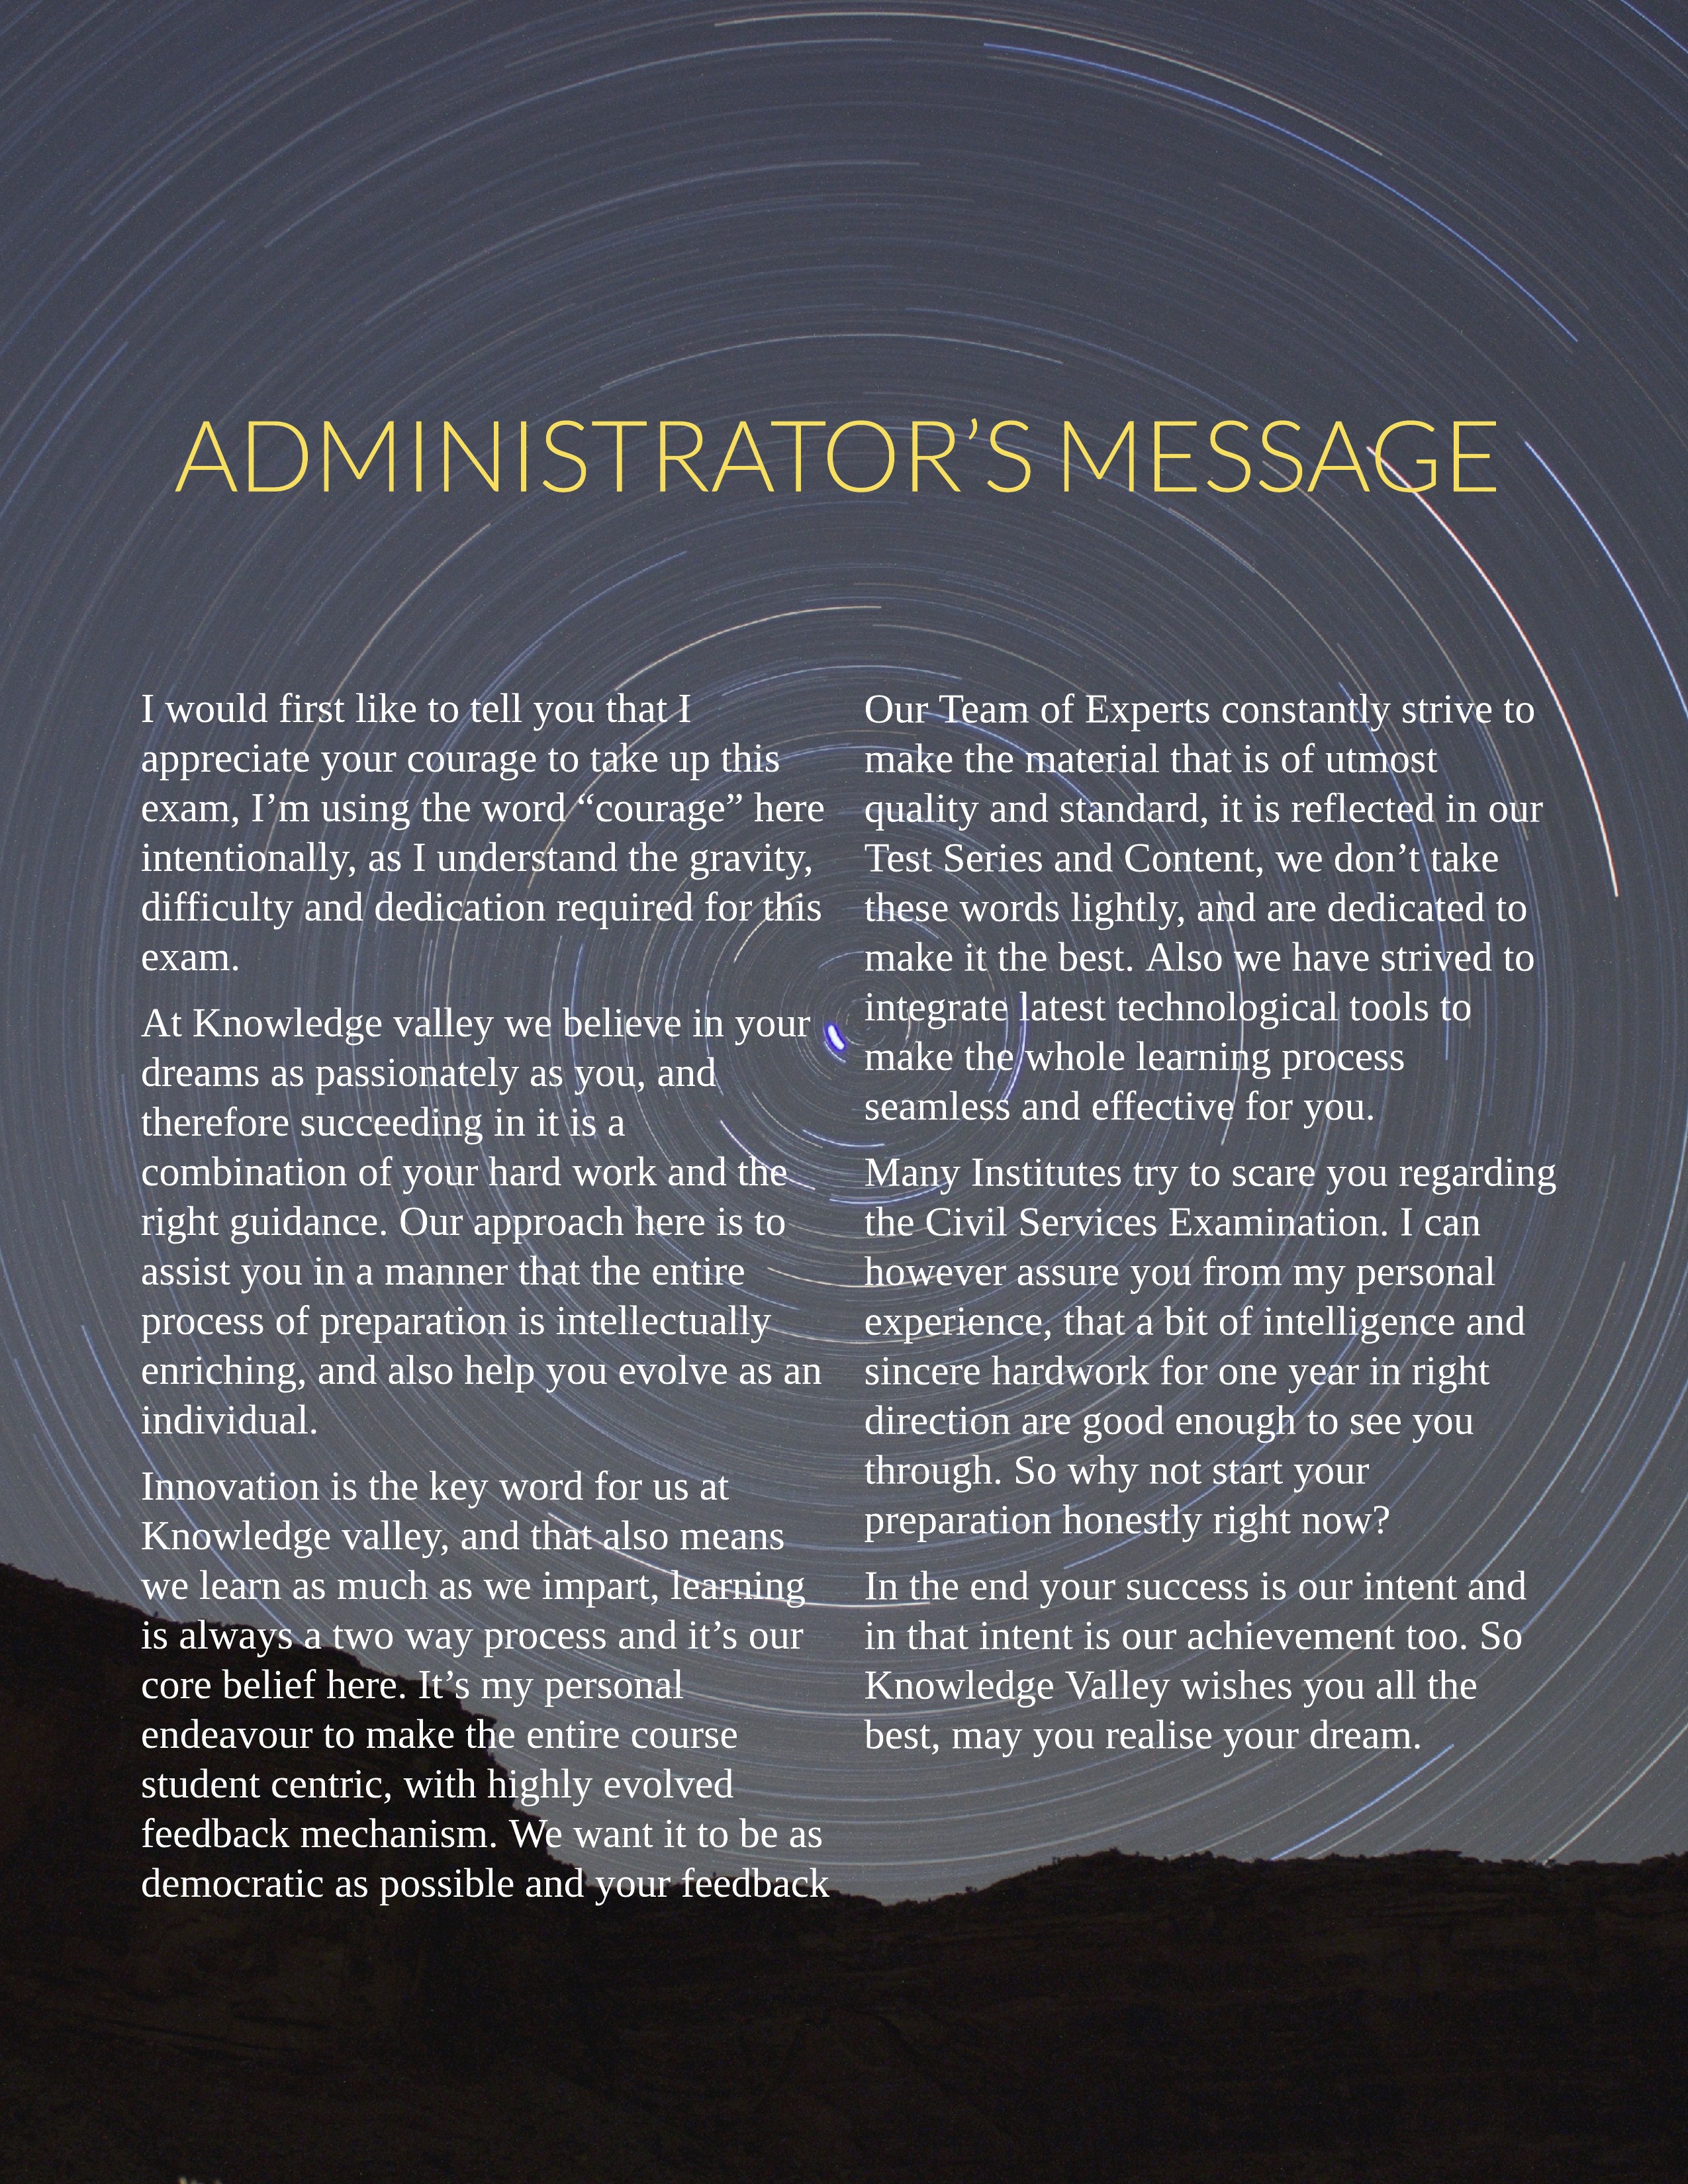 ADMINISTRATOR’S MESSAGE
I would first like to tell you that I
appreciate your courage to take up this
exam, I’m using the word “courage” here
intentionally, as I understand the gravity,
difficulty and dedication required for this
exam.
At Knowledge valley we believe in your
dreams as passionately as you, and
therefore succeeding in it is a
combination of your hard work and the
right guidance. Our approach here is to
assist you in a manner that the entire
process of preparation is intellectually
enriching, and also help you evolve as an
individual.
Innovation is the key word for us at
Knowledge valley, and that also means
we learn as much as we impart, learning
is always a two way process and it’s our
core belief here. It’s my personal
endeavour to make the entire course
student centric, with highly evolved
feedback mechanism. We want it to be as
democratic as possible and your feedback
Our Team of Experts constantly strive to
make the material that is of utmost
quality and standard, it is reflected in our
Test Series and Content, we don’t take
these words lightly, and are dedicated to
make it the best. Also we have strived to
integrate latest technological tools to
make the whole learning process
seamless and effective for you.
Many Institutes try to scare you regarding
the Civil Services Examination. I can
however assure you from my personal
experience, that a bit of intelligence and
sincere hardwork for one year in right
direction are good enough to see you
through. So why not start your
preparation honestly right now?
In the end your success is our intent and
in that intent is our achievement too. So
Knowledge Valley wishes you all the
best, may you realise your dream.